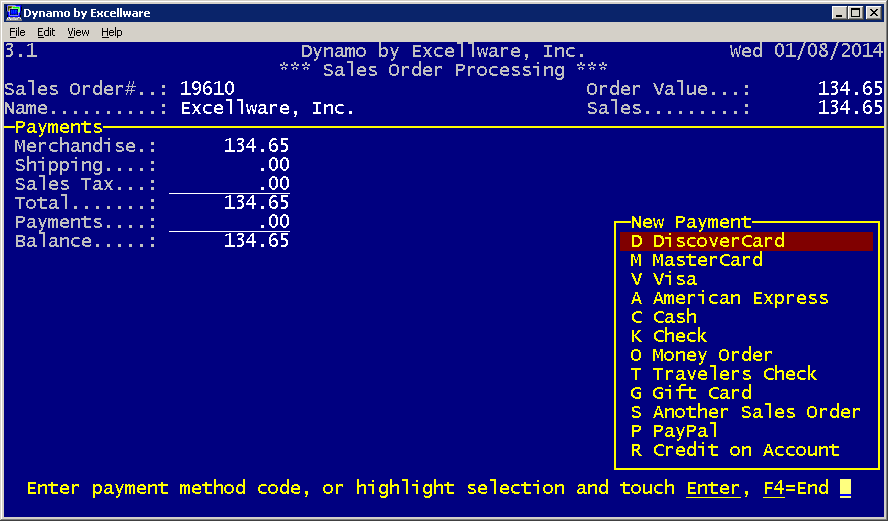 Dynamo by Excellware
File Edit View Help
3.1 Dynamo by Excellware, Inc. Wed 01/08/2014
*** Sales Order Processing ***
Sales Order#..: 19610 Order Value...: 134.65
Name..........: Excellware, Inc. Sales.........: 134.65
Payments
Merchandise.: 134.65
Shipping....: .00
Sales Tax...: .00
Total.......: 134.65
Payments....: .00
Balance.....: 134.65
New Payment
D DiscoverCard
M MasterCard
V Visa
A American Express
C Cash
K Check
O Money Order
T Travelers Check
G Gift Card
S Another Sales Order
P PayPal
R Credit on Account
Enter payment method code, or highlight selection and touch Enter, F4=End